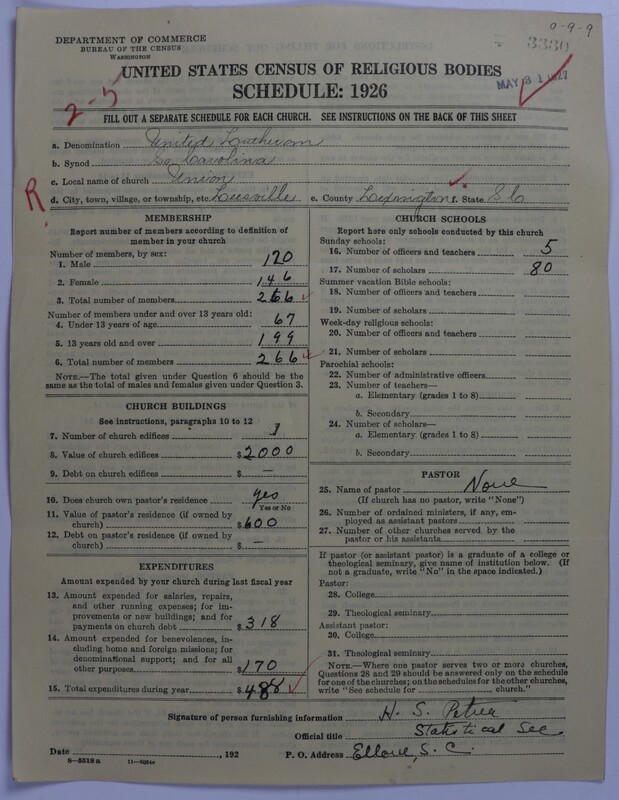 0-9-9
DEPARTMENT OF COMMERCE
BUREAU OF THE CENSUS
WASHINGTON
3330
MAY 31 1927
UNITED STATES CENSUS OF RELIGIOUS BODIES
SCHEDULE: 1926
2-5
FILL OUT A SEPARATE SCHEDULE FOR EACH CHURCH. SEE INSTRUCTIONS ON THE BACK OF THIS SHEET
a. Denomination United Lutheran
b. Synod So Carolina
c. Local name of church Union
R
d. City, town, village, or township, etc. Leesville e. County Lexington f. State S C
MEMBERSHIP
Report number of members according to definition of
member in your church
Number of members, by sex:
1. Male 120
2. Female 146
3. Total number of members 266
Number of members under and over 13 years old:
4. Under 13 years of age 67
5. 13 years old and over 199
6. Total number of members 266
NOTE.—The total given under Question 6 should be the
same as the total of males and females given under Question 3.
CHURCH BUILDINGS
See instructions, paragraphs 10 to 12
7. Number of church edifices 1
8. Value of church edifices $2000
9. Debt on church edifices $ —
10. Does church own pastor's residence yes
Yes or No
11. Value of pastor's residence (if owned by
church) $600
12. Debt on pastor's residence (if owned by
church) $ —
EXPENDITURES
Amount expended by your church during last fiscal year
13. Amount expended for salaries, repairs,
and other running expenses; for im-
provements or new buildings; and for
payments on church debt $318
14. Amount expended for benevolences, in-
cluding home and foreign missions; for
denominational support; and for all
other purposes $170
15. Total expenditures during year $488
CHURCH SCHOOLS
Report here only schools conducted by this church
Sunday schools:
16. Number of officers and teachers 5
17. Number of scholars 80
Summer vacation Bible schools:
18. Number of officers and teachers
19. Number of scholars
Week-day religious schools:
20. Number of officers and teachers
21. Number of scholars
Parochial schools:
22. Number of administrative officers
23. Number of teachers—
a. Elementary (grades 1 to 8)
b. Secondary
24. Number of scholars—
a. Elementary (grades 1 to 8)
b. Secondary
PASTOR
25. Name of pastor None
(If church has no pastor, write "None")
26. Number of ordained ministers, if any, em-
ployed as assistant pastors
27. Number of other churches served by the
pastor or his assistants
If pastor (or assistant pastor) is a graduate of a college or
theological seminary, give name of institution below. (If
not a graduate, write "No" in the space indicated.)
Pastor:
28. College
29. Theological seminary
Assistant pastor:
30. College
31. Theological seminary
NOTE.—Where one pastor serves two or more churches,
Questions 28 and 29 should be answered only on the schedule
for one of the churches; on the schedules for the other churches,
write "See schedule for church."
Signature of person furnishing information H. S. Petrea
Official title Statistical Sec
Date , 192 P. O. Address Elloree, S. C.
8—5518a